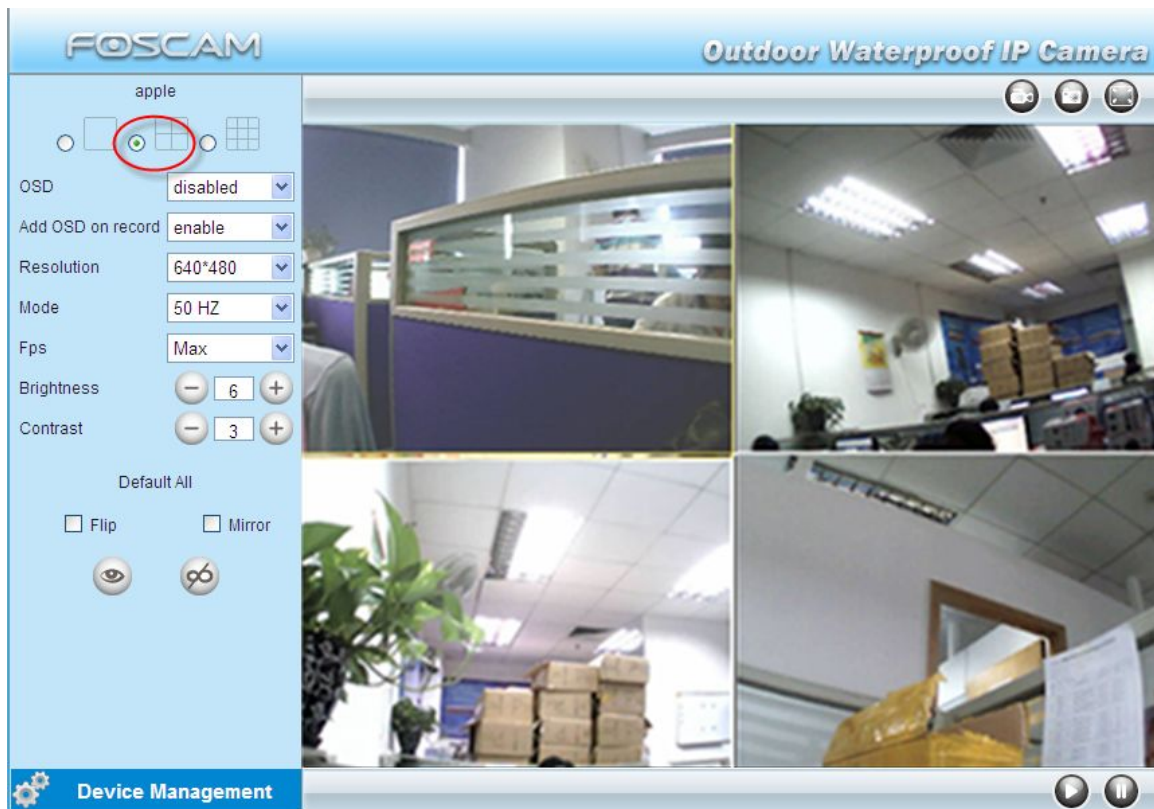 FOSCAM
Outdoor Waterproof IP Camera
apple
OSD disabled
Add OSD on record enable
Resolution 640*480
Mode 50 HZ
Fps Max
Brightness 6
Contrast 3
Default All
Flip Mirror
Device Management